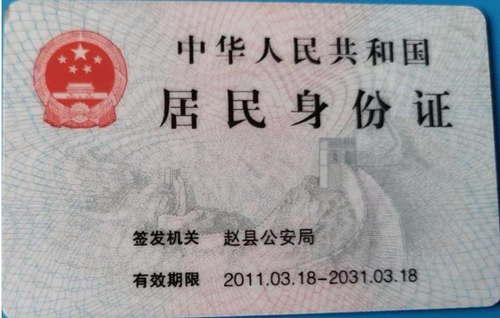 中华人民共和国
居民身份证
签发机关 赵县公安局
有效期限 2011.03.18-2031.03.18